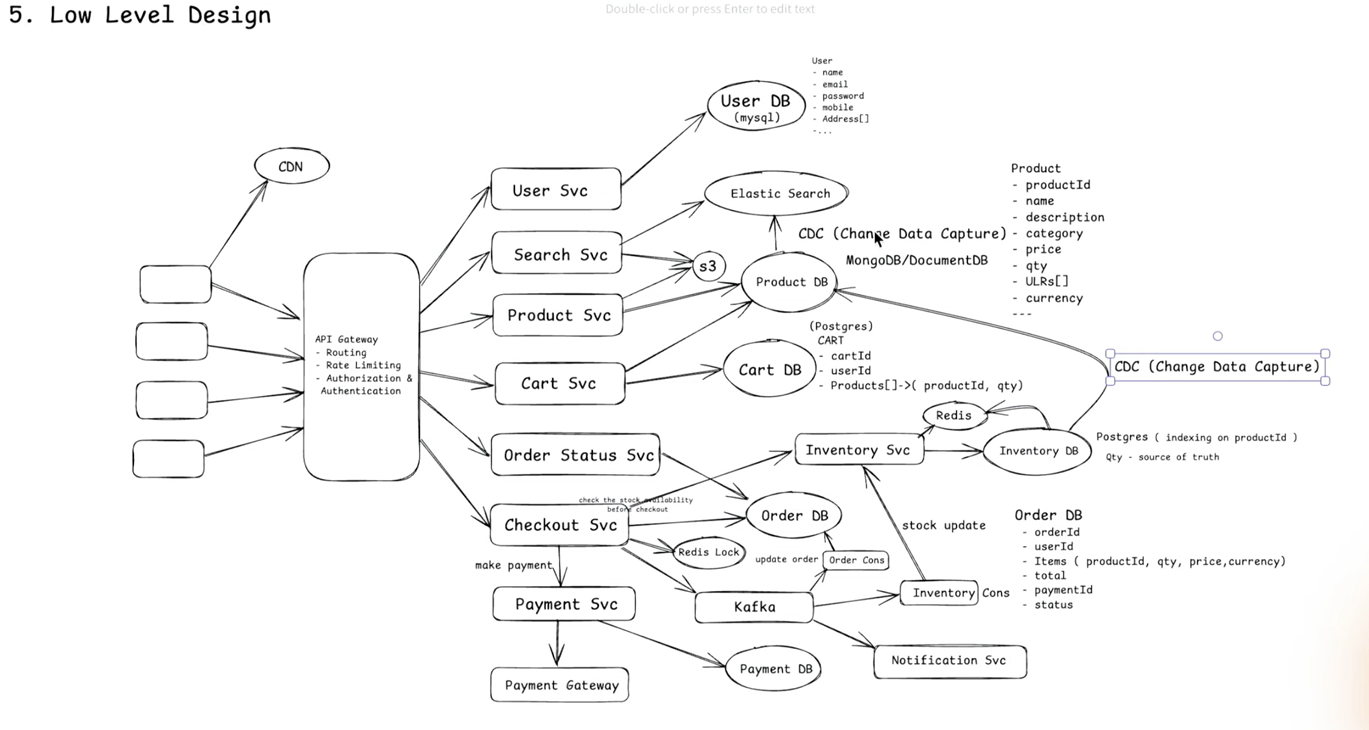 5. Low Level Design
Double-click or press Enter to edit text
CDN
API Gateway
- Routing
- Rate Limiting
- Authorization &
Authentication
User Svc
Search Svc
Product Svc
Cart Svc
Order Status Svc
check the stock availability
before checkout
Checkout Svc
make payment
Payment Svc
Payment Gateway
User DB
(mysql)
User
- name
- email
- password
- mobile
- Address[]
-...
Elastic Search
CDC (Change Data Capture)
MongoDB/DocumentDB
s3
Product DB
Product
- productId
- name
- description
- category
- price
- qty
- ULRs[]
- currency
---
(Postgres)
CART
- cartId
- userId
- Products[]->( productId, qty)
Cart DB
CDC (Change Data Capture)
Redis
Inventory Svc
Inventory DB
Postgres ( indexing on productId )
Qty - source of truth
Order DB
Redis Lock
update order
Order Cons
stock update
Kafka
Inventory Cons
Notification Svc
Payment DB
Order DB
- orderId
- userId
- Items ( productId, qty, price,currency)
- total
- paymentId
- status